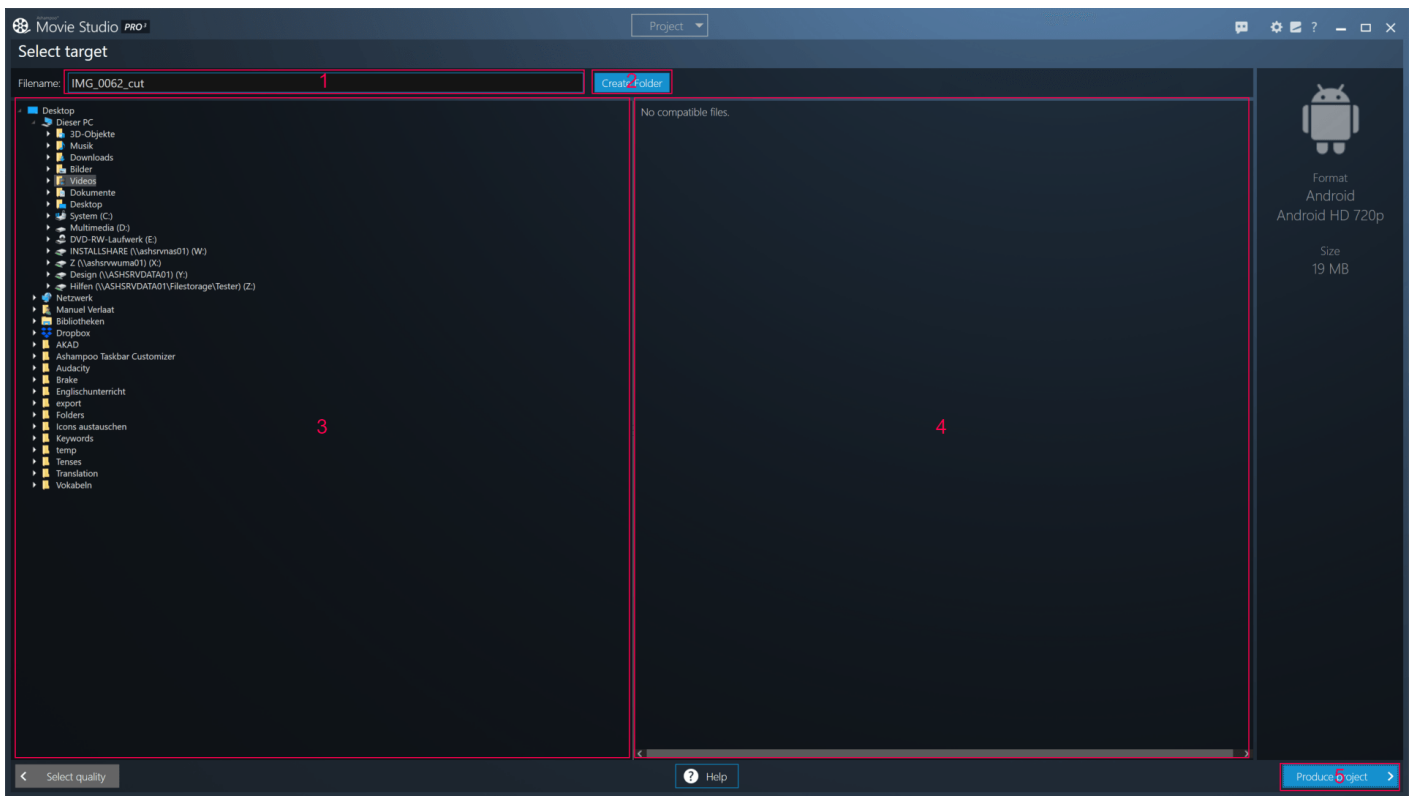 Ashampoo®
Movie Studio PRO³
Project
?
Select target
Filename:
IMG_0062_cut
1
Create Folder
2
Desktop
Dieser PC
3D-Objekte
Musik
Downloads
Bilder
Videos
Dokumente
Desktop
System (C:)
Multimedia (D:)
DVD-RW-Laufwerk (E:)
INSTALLSHARE (\\ashsrvnas01) (W:)
Z (\\ashsrvwuma01) (X:)
Design (\\ASHSRVDATA01) (Y:)
Hilfen (\\ASHSRVDATA01\Filestorage\Tester) (Z:)
Netzwerk
Manuel Verlaat
Bibliotheken
Dropbox
AKAD
Ashampoo Taskbar Customizer
Audacity
Brake
Englischunterricht
export
Folders
Icons austauschen
Keywords
temp
Tenses
Translation
Vokabeln
3
No compatible files.
4
Format
Android
Android HD 720p
Size
19 MB
Select quality
? Help
Produce project
5